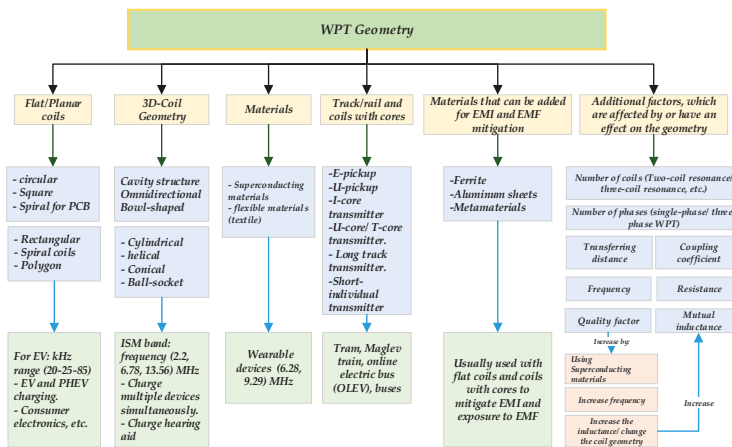 WPT Geometry
Flat/Planar
coils
3D-Coil
Geometry
Materials
Track/rail and
coils with cores
Materials that can be added
for EMI and EMF
mitigation
Additional factors, which
are affected by or have an
effect on the geometry
- circular
- Square
- Spiral for PCB
- Rectangular
- Spiral coils
- Polygon
For EV: kHz
range (20-25-85)
- EV and PHEV
charging.
- Consumer
electronics, etc.
Cavity structure
Omnidirectional
Bowl-shaped
- Cylindrical
- helical
- Conical
- Ball-socket
ISM band:
frequency (2.2,
6.78, 13.56) MHz
- Charge
multiple devices
simultaneously.
- Charge hearing
aid
- Superconducting
materials
- flexible materials
(textile)
Wearable
devices (6.28,
9.29) MHz
-E-pickup
-U-pickup
-I-core
transmitter
-U-core/ T-core
transmitter.
- Long track
transmitter.
-Short-
individual
transmitter
Tram, Maglev
train, online
electric bus
(OLEV), buses
-Ferrite
-Aluminum sheets
-Metamaterials
Usually used with
flat coils and coils
with cores to
mitigate EMI and
exposure to EMF
Number of coils (Two-coil resonance/
three-coil resonance, etc.)
Number of phases (single-phase/ three
phase WPT)
Transferring
distance
Coupling
coefficient
Frequency
Resistance
Quality factor
Mutual
inductance
Increase by:
Using
Superconducting
materials
Increase frequency
Increase the
inductance/ change
the coil geometry
Increase